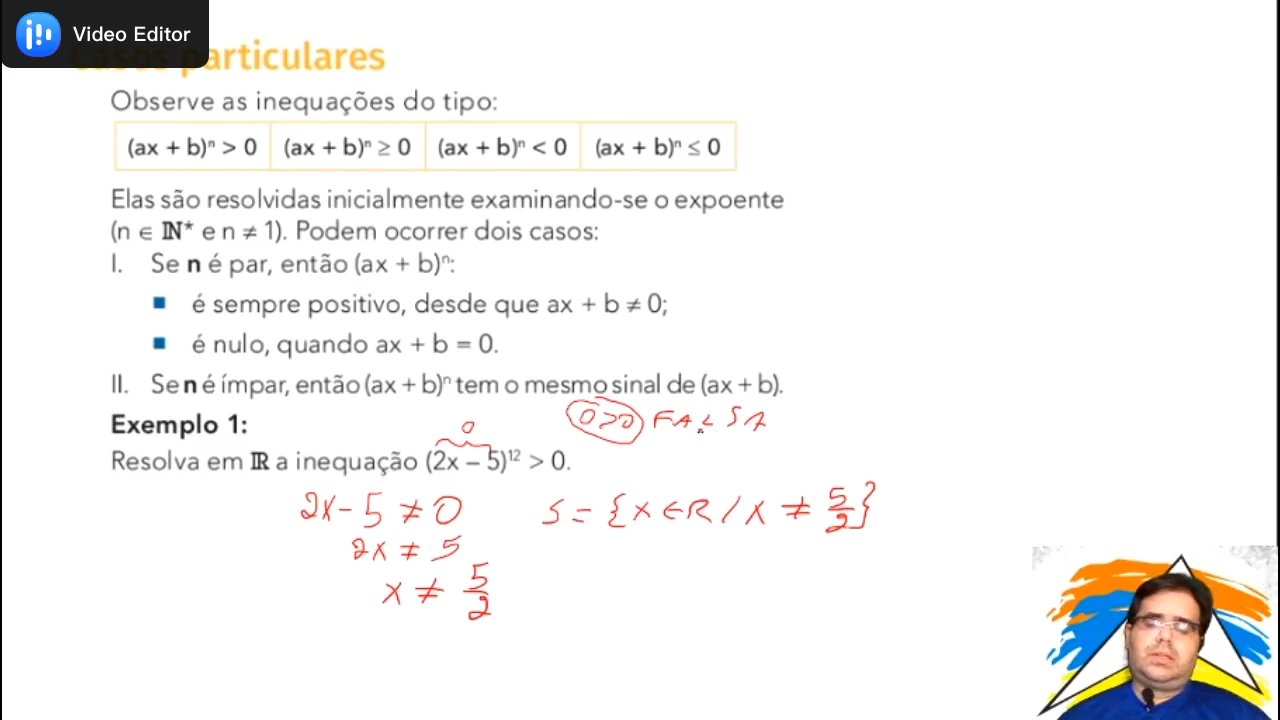 Video Editor
Casos particulares
Observe as inequações do tipo:
(ax + b)ⁿ > 0 (ax + b)ⁿ ≥ 0 (ax + b)ⁿ < 0 (ax + b)ⁿ ≤ 0
Elas são resolvidas inicialmente examinando-se o expoente
(n ∈ ℕ* e n ≠ 1). Podem ocorrer dois casos:
I. Se n é par, então (ax + b)ⁿ:
■ é sempre positivo, desde que ax + b ≠ 0;
■ é nulo, quando ax + b = 0.
II. Se n é ímpar, então (ax + b)ⁿ tem o mesmo sinal de (ax + b).
Exemplo 1:
0
0>0 FALSA
Resolva em ℝ a inequação (2x – 5)¹² > 0.
2x - 5 ≠ 0
S = {x ∈ R / x ≠ 5/2}
2x ≠ 5
x ≠ 5/2